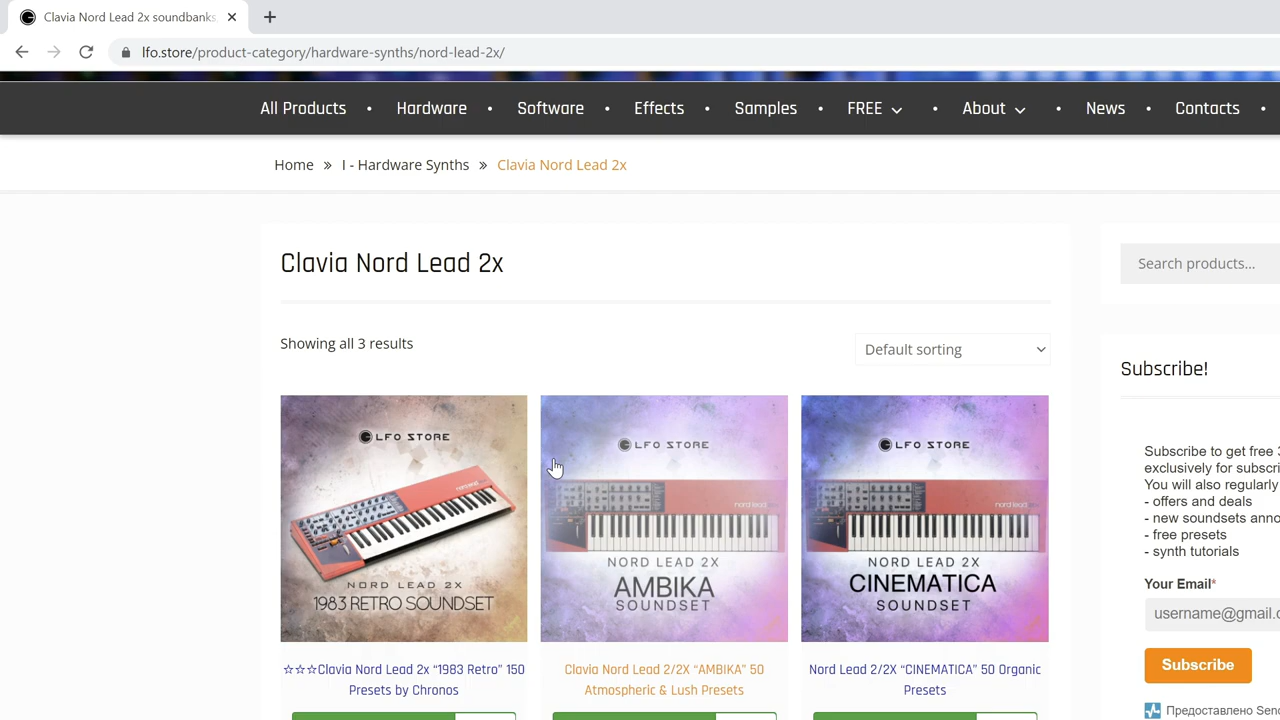 Clavia Nord Lead 2x soundbanks
lfo.store/product-category/hardware-synths/nord-lead-2x/
All Products • Hardware • Software • Effects • Samples • FREE • About • News • Contacts •
Home » I - Hardware Synths » Clavia Nord Lead 2x
Clavia Nord Lead 2x
Search products...
Showing all 3 results
Default sorting
Subscribe!
LFO STORE
NORD LEAD 2X
1983 RETRO SOUNDSET
LFO STORE
nord lead
NORD LEAD 2X
AMBIKA
SOUNDSET
LFO STORE
nord lead
NORD LEAD 2X
CINEMATICA
SOUNDSET
☆☆☆Clavia Nord Lead 2x “1983 Retro” 150
Presets by Chronos
Clavia Nord Lead 2/2X “AMBIKA” 50
Atmospheric & Lush Presets
Nord Lead 2/2X “CINEMATICA” 50 Organic
Presets
Subscribe to get free
exclusively for subscri
You will also regularly
- offers and deals
- new soundsets anno
- free presets
- synth tutorials
Your Email*
username@gmail.c
Subscribe
Предоставлено Send